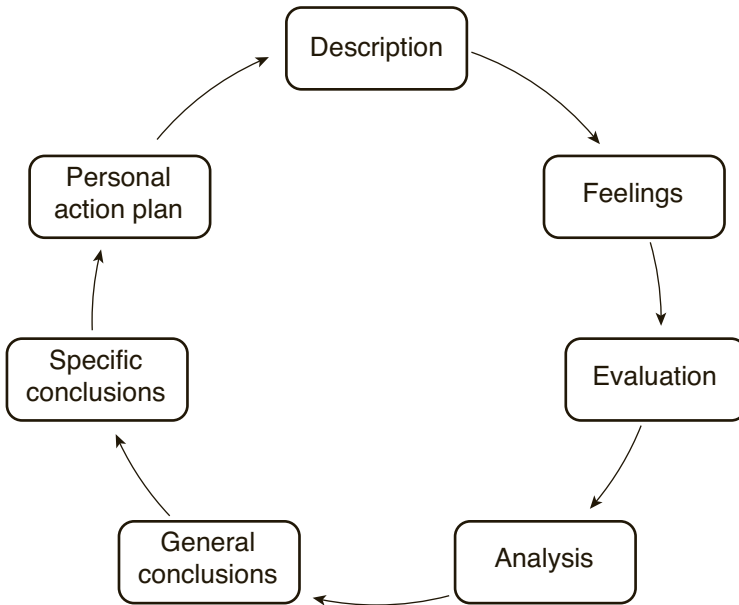 Description
Feelings
Evaluation
Analysis
General
conclusions
Specific
conclusions
Personal
action plan